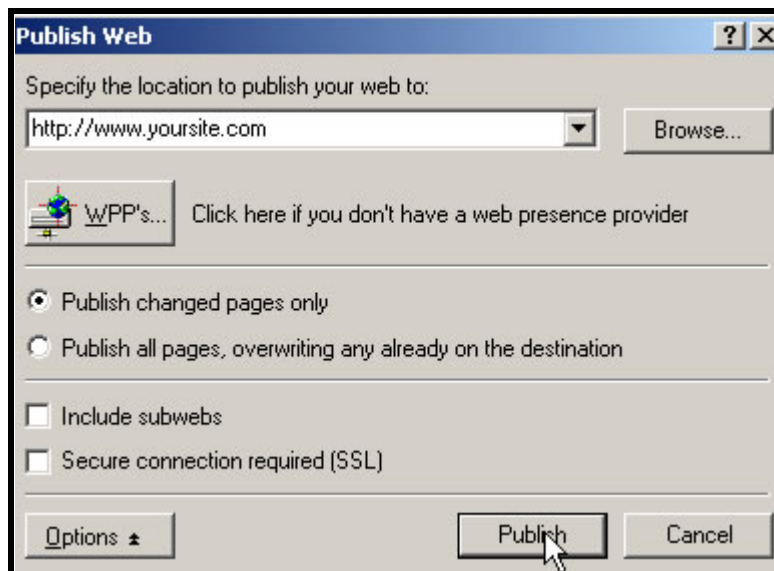 Publish Web
Specify the location to publish your web to:
http://www.yoursite.com
Browse...
WPP's...
Click here if you don't have a web presence provider
Publish changed pages only
Publish all pages, overwriting any already on the destination
Include subwebs
Secure connection required (SSL)
Options
Publish
Cancel